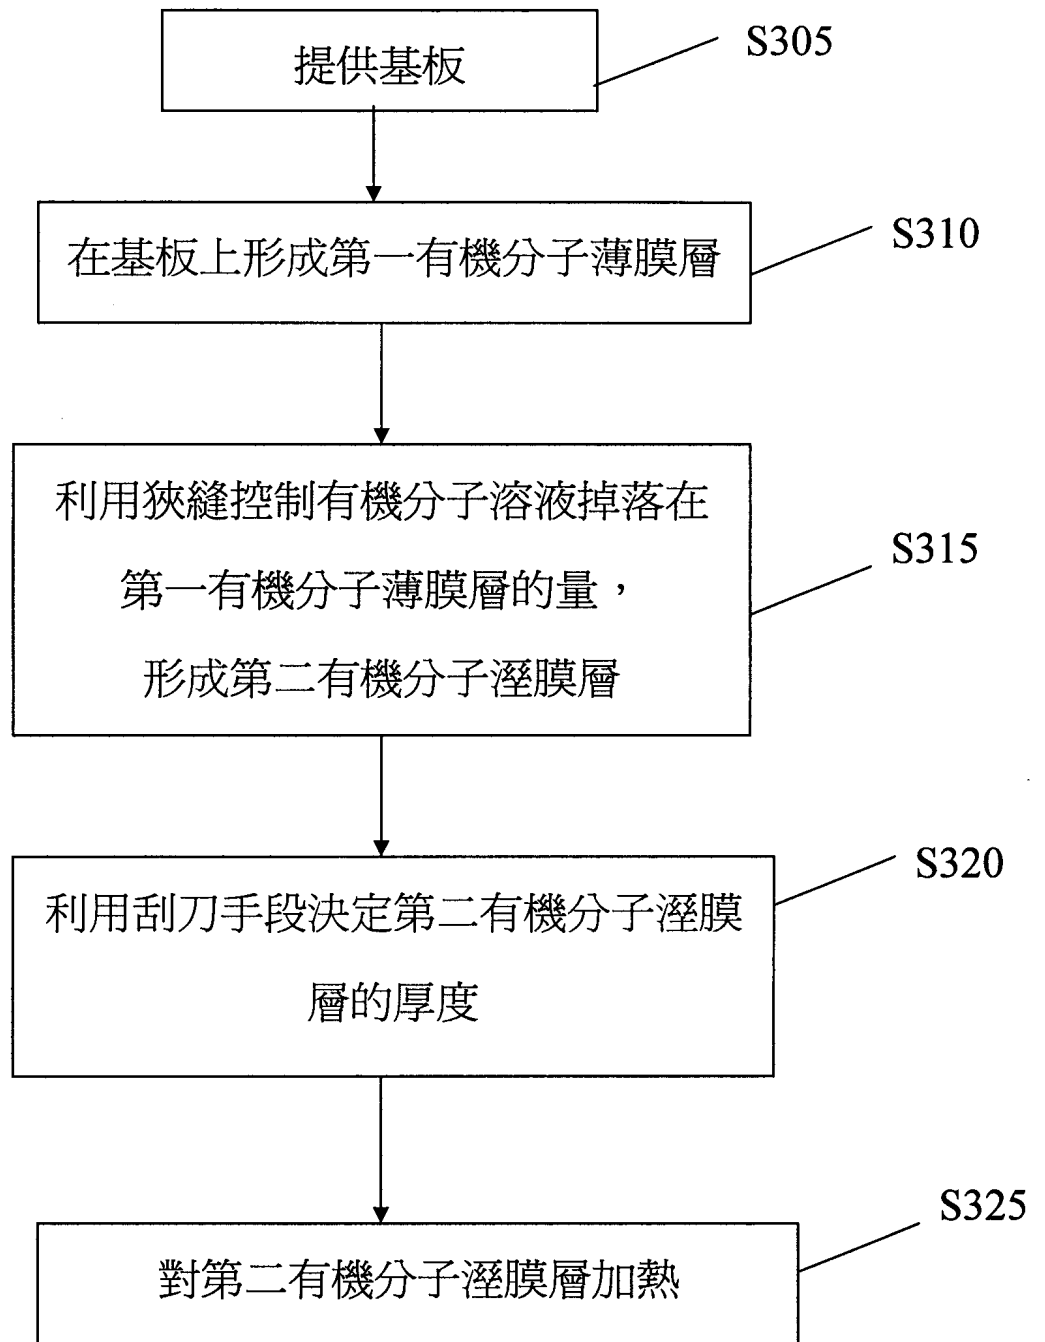 提供基板
S305
在基板上形成第一有機分子薄膜層
S310
利用狹縫控制有機分子溶液掉落在
第一有機分子薄膜層的量，
形成第二有機分子溼膜層
S315
利用刮刀手段決定第二有機分子溼膜
層的厚度
S320
對第二有機分子溼膜層加熱
S325